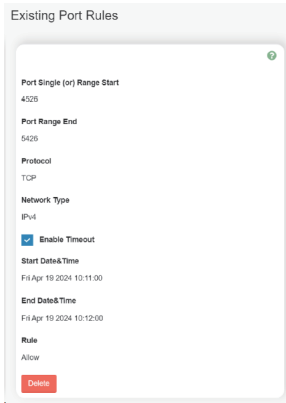 Existing Port Rules
Port Single (or) Range Start
4525
Port Range End
5426
Protocol
TCP
Network Type
IPv4
Enable Timeout
Start Date&Time
Fri Apr 19 2024 10:11:00
End Date&Time
Fri Apr 19 2024 10:12:00
Rule
Allow
Delete